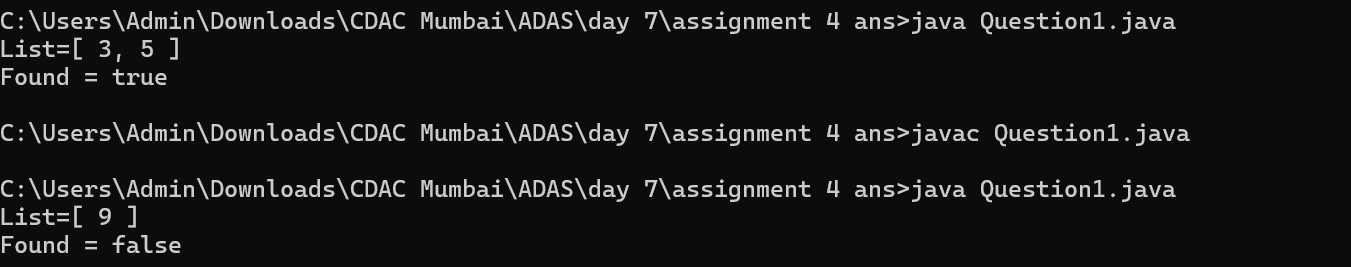 C:\Users\Admin\Downloads\CDAC Mumbai\ADAS\day 7\assignment 4 ans>java Question1.java
List=[ 3, 5 ]
Found = true
C:\Users\Admin\Downloads\CDAC Mumbai\ADAS\day 7\assignment 4 ans>javac Question1.java
C:\Users\Admin\Downloads\CDAC Mumbai\ADAS\day 7\assignment 4 ans>java Question1.java
List=[ 9 ]
Found = false